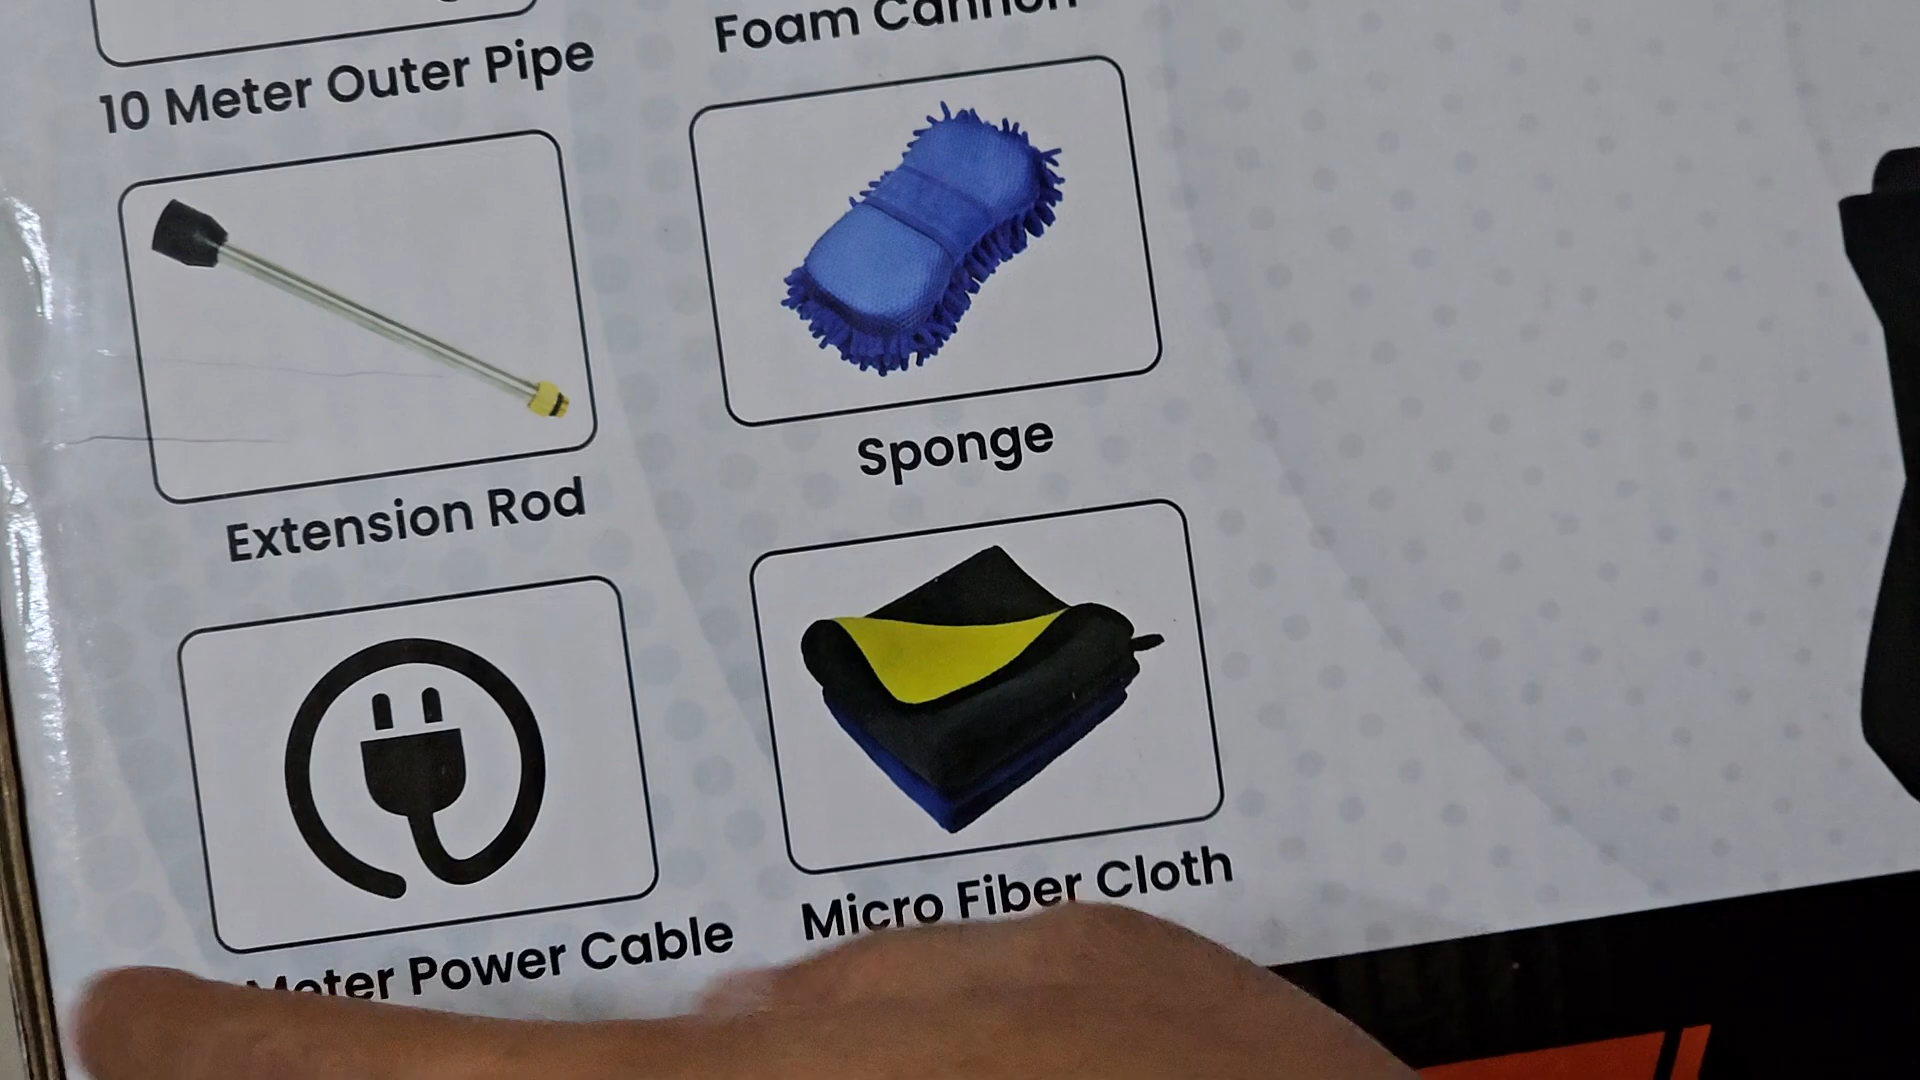 10 Meter Outer Pipe
Foam Cannon
Extension Rod
Sponge
Meter Power Cable
Micro Fiber Cloth